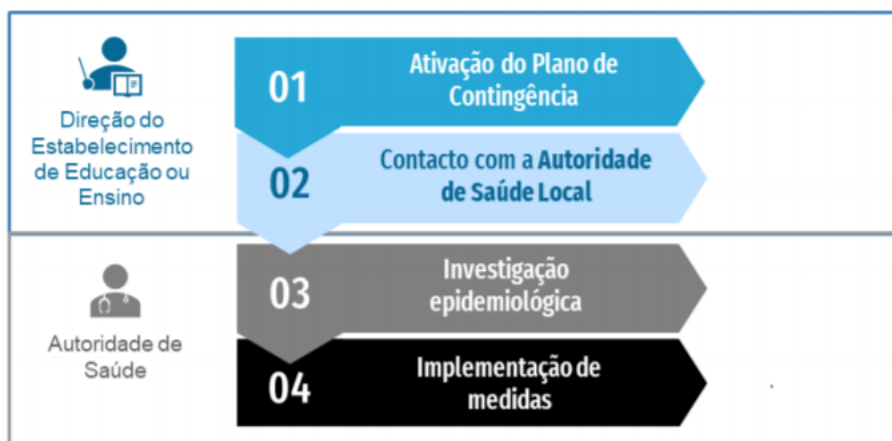 Direção do
Estabelecimento
de Educação ou
Ensino
01
Ativação do Plano de
Contingência
02
Contacto com a Autoridade
de Saúde Local
Autoridade de
Saúde
03
Investigação
epidemiológica
04
Implementação de
medidas